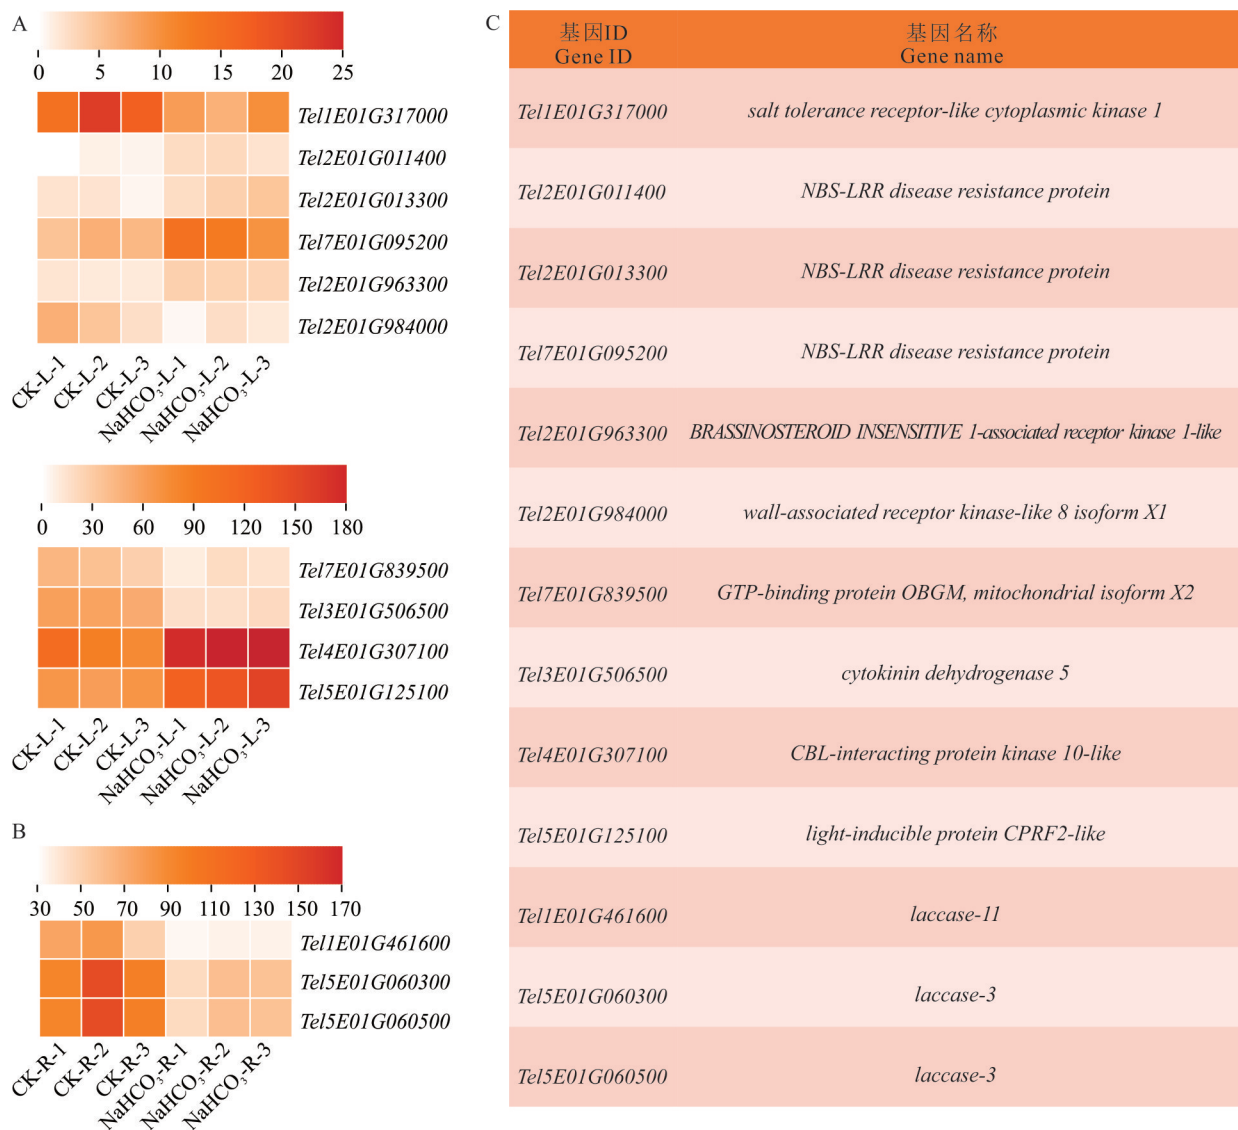 A
0 5 10 15 20 25
Tel1E01G317000
Tel2E01G011400
Tel2E01G013300
Tel7E01G095200
Tel2E01G963300
Tel2E01G984000
CK-L-1 CK-L-2 CK-L-3 NaHCO₃-L-1 NaHCO₃-L-2 NaHCO₃-L-3
0 30 60 90 120 150 180
Tel7E01G839500
Tel3E01G506500
Tel4E01G307100
Tel5E01G125100
CK-L-1 CK-L-2 CK-L-3 NaHCO₃-L-1 NaHCO₃-L-2 NaHCO₃-L-3
B
30 50 70 90 110 130 150 170
Tel1E01G461600
Tel5E01G060300
Tel5E01G060500
CK-R-1 CK-R-2 CK-R-3 NaHCO₃-R-1 NaHCO₃-R-2 NaHCO₃-R-3
C
基因ID 基因名称
Gene ID Gene name
Tel1E01G317000 salt tolerance receptor-like cytoplasmic kinase 1
Tel2E01G011400 NBS-LRR disease resistance protein
Tel2E01G013300 NBS-LRR disease resistance protein
Tel7E01G095200 NBS-LRR disease resistance protein
Tel2E01G963300 BRASSINOSTEROID INSENSITIVE 1-associated receptor kinase 1-like
Tel2E01G984000 wall-associated receptor kinase-like 8 isoform X1
Tel7E01G839500 GTP-binding protein OBGM, mitochondrial isoform X2
Tel3E01G506500 cytokinin dehydrogenase 5
Tel4E01G307100 CBL-interacting protein kinase 10-like
Tel5E01G125100 light-inducible protein CPRF2-like
Tel1E01G461600 laccase-11
Tel5E01G060300 laccase-3
Tel5E01G060500 laccase-3